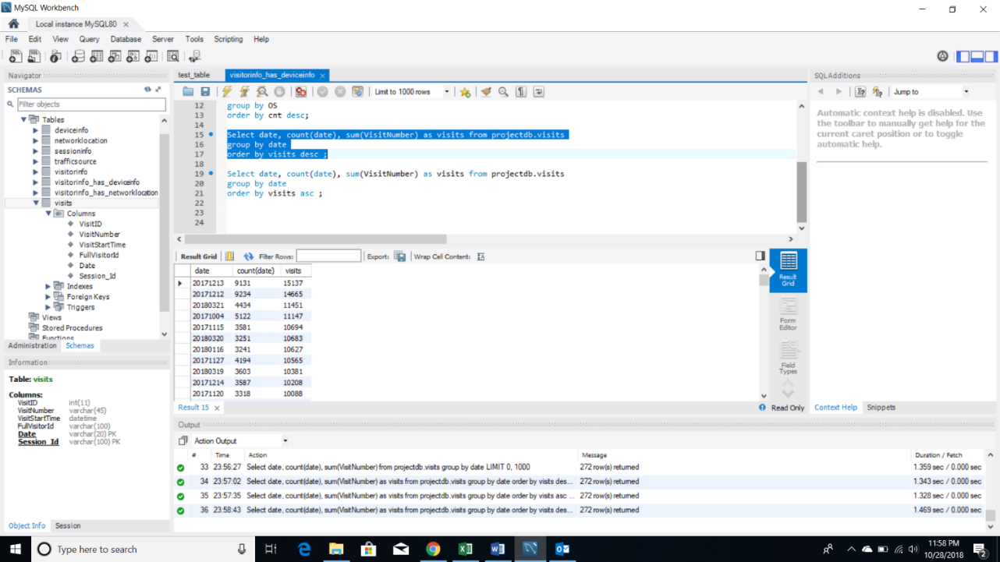 MySQL Workbench
Local instance MySQL80
File Edit View Query Database Server Tools Scripting Help
Navigator
SCHEMAS
Filter objects
Tables
deviceinfo
networklocation
sessioninfo
trafficsource
visitorinfo
visitorinfo_has_deviceinfo
visitorinfo_has_networklocation
visits
Columns
VisitID
VisitNumber
VisitStartTime
FullVisitorId
Date
Session_Id
Indexes
Foreign Keys
Triggers
Views
Stored Procedures
Functions
Administration Schemas
Information
Table: visits
Columns:
VisitID int(11)
VisitNumber varchar(45)
VisitStartTime datetime
FullVisitorId varchar(100)
Date varchar(20) PK
Session_Id varchar(100) PK
Object Info Session
test_table visitorinfo_has_deviceinfo
Limit to 1000 rows
12 group by OS
13 order by cnt desc;
14
15 Select date, count(date), sum(VisitNumber) as visits from projectdb.visits
16 group by date
17 order by visits desc ;
18
19 Select date, count(date), sum(VisitNumber) as visits from projectdb.visits
20 group by date
21 order by visits asc ;
22
23
24
Result Grid Filter Rows: Export: Wrap Cell Content:
date count(date) visits
20171213 9131 15137
20171212 9234 14665
20180321 4434 11451
20171004 5122 11147
20171115 3581 10694
20180320 3251 10683
20180116 3241 10627
20171127 4194 10565
20180319 3603 10381
20171214 3587 10208
20171120 3318 10088
Result Grid
Form Editor
Field Types
Result 15
Read Only
SQLAdditions
Jump to
Automatic context help is disabled. Use
the toolbar to manually get help for the
current caret position or to toggle
automatic help.
Context Help Snippets
Output
Action Output
# Time Action Message Duration / Fetch
33 23:56:27 Select date, count(date), sum(VisitNumber) from projectdb.visits group by date LIMIT 0, 1000 272 row(s) returned 1.359 sec / 0.000 sec
34 23:57:02 Select date, count(date), sum(VisitNumber) as visits from projectdb.visits group by date order by visits des... 272 row(s) returned 1.343 sec / 0.000 sec
35 23:57:35 Select date, count(date), sum(VisitNumber) as visits from projectdb.visits group by date order by visits asc ... 272 row(s) returned 1.328 sec / 0.000 sec
36 23:58:43 Select date, count(date), sum(VisitNumber) as visits from projectdb.visits group by date order by visits des... 272 row(s) returned 1.469 sec / 0.000 sec
Type here to search
11:58 PM
10/28/2018
2